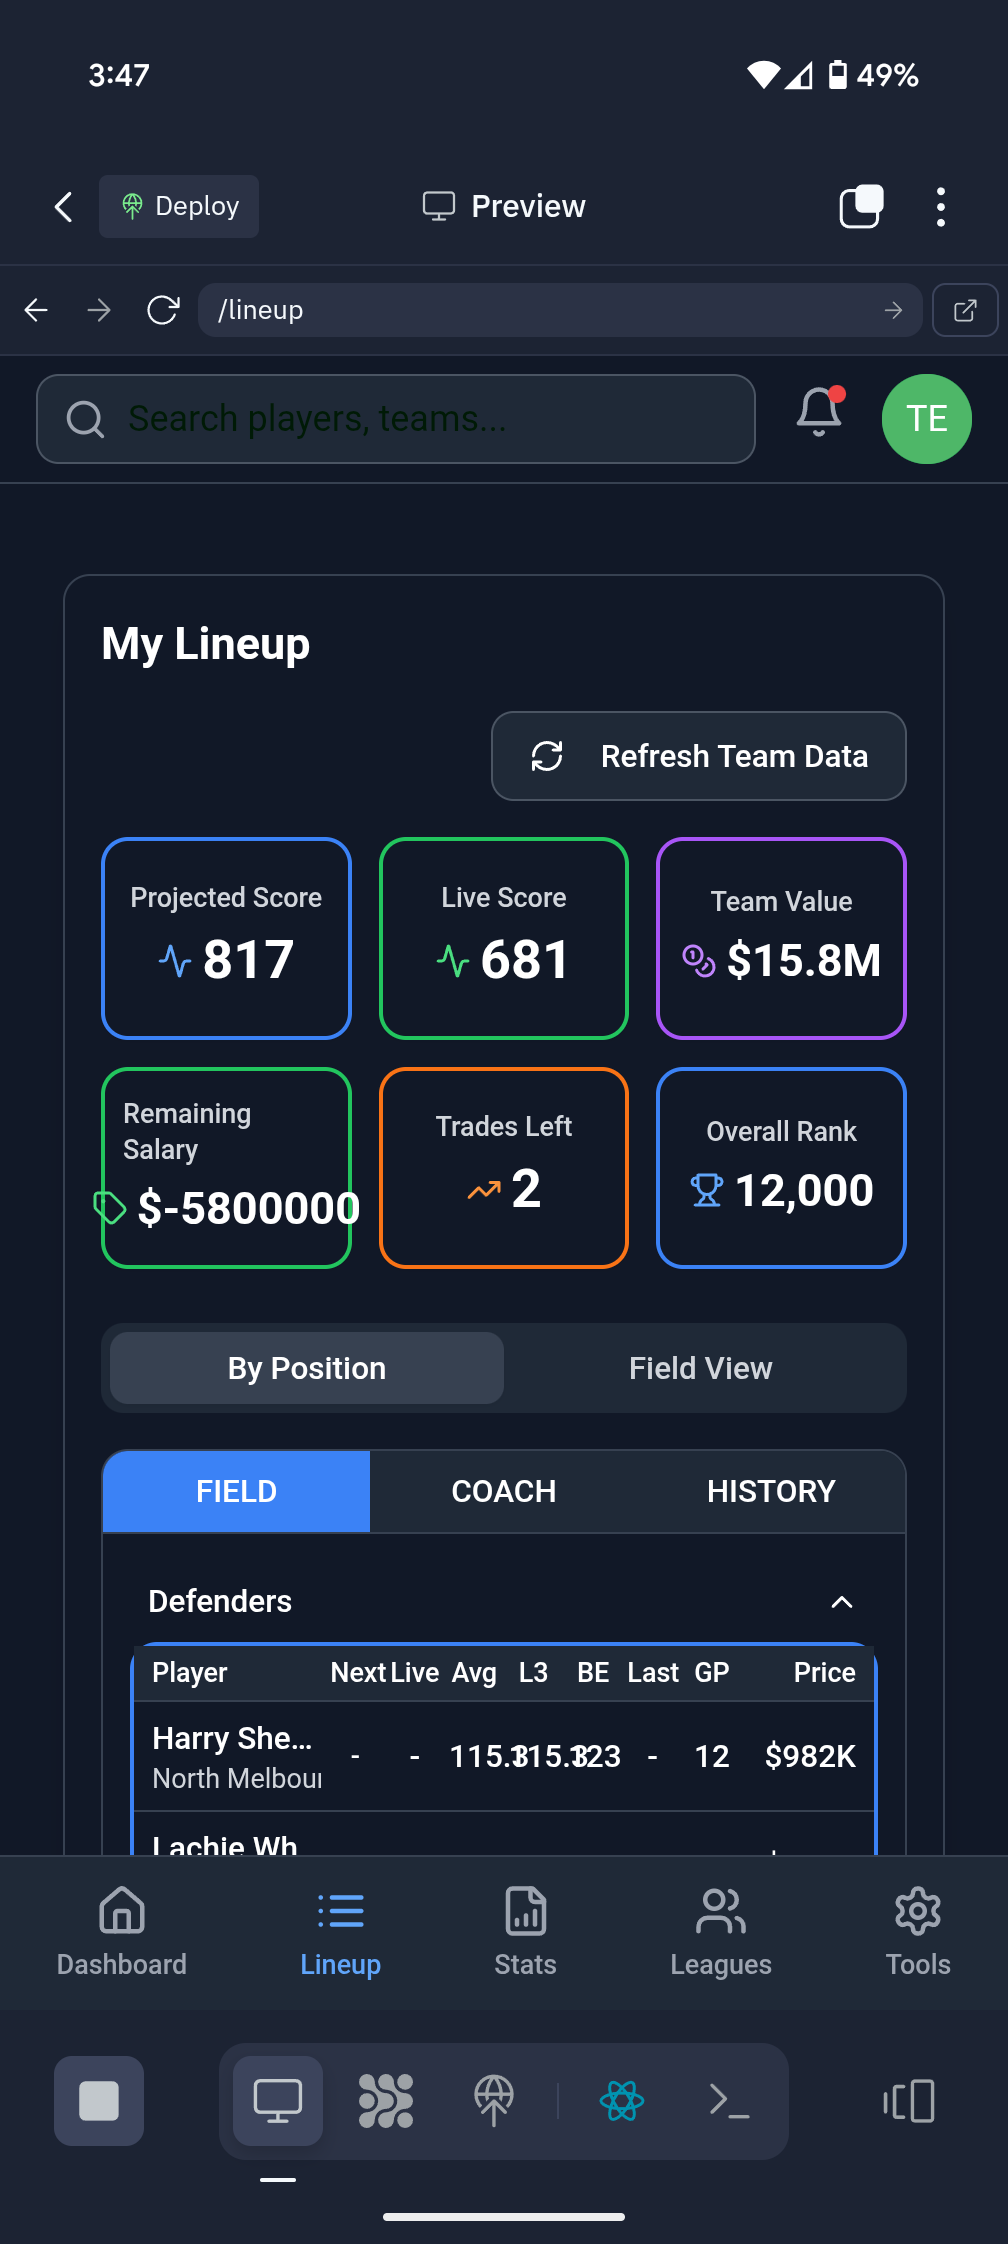 3:47
49%
Deploy
Preview
/lineup
Search players, teams...
TE
My Lineup
Refresh Team Data
Projected Score
817
Live Score
681
Team Value
$15.8M
Remaining
Salary
$-5800000
Trades Left
2
Overall Rank
12,000
By Position
Field View
FIELD
COACH
HISTORY
Defenders
Player Next Live Avg L3 BE Last GP Price
Harry She... - - 115.3 115.3 123 - 12 $982K
North Melbour
Lachie Wh
Dashboard
Lineup
Stats
Leagues
Tools